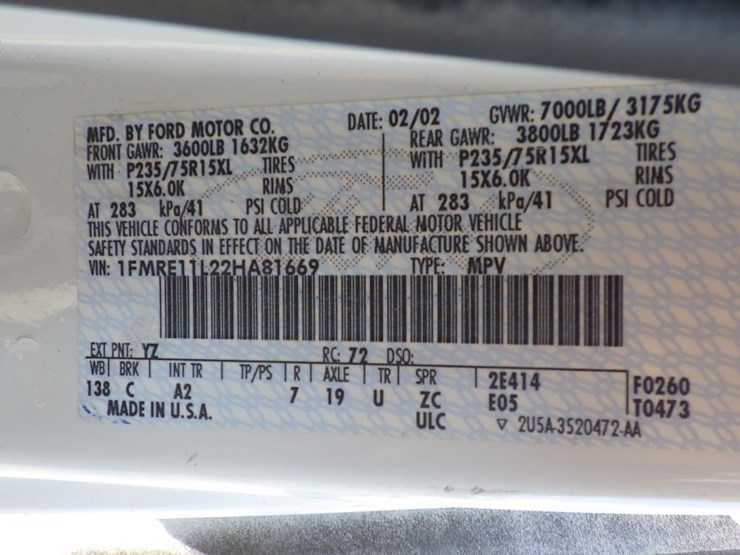 MFD. BY FORD MOTOR CO. DATE: 02/02 GVWR: 7000LB/ 3175KG
FRONT GAWR: 3600LB 1632KG REAR GAWR: 3800LB 1723KG
WITH P235/75R15XL TIRES WITH P235/75R15XL TIRES
15X6.0K RIMS 15X6.0K RIMS
AT 283 kPa/41 PSI COLD AT 283 kPa/41 PSI COLD
THIS VEHICLE CONFORMS TO ALL APPLICABLE FEDERAL MOTOR VEHICLE
SAFETY STANDARDS IN EFFECT ON THE DATE OF MANUFACTURE SHOWN ABOVE.
VIN: 1FMRE11L22HA81669 TYPE: MPV
EXT PNT: YZ RC: 72 DSO:
WB BRK INT TR TP/PS R AXLE TR SPR 2E414 F0260
138 C A2 7 19 U ZC E05 T0473
MADE IN U.S.A. ULC ▽ 2U5A-3520472-AA